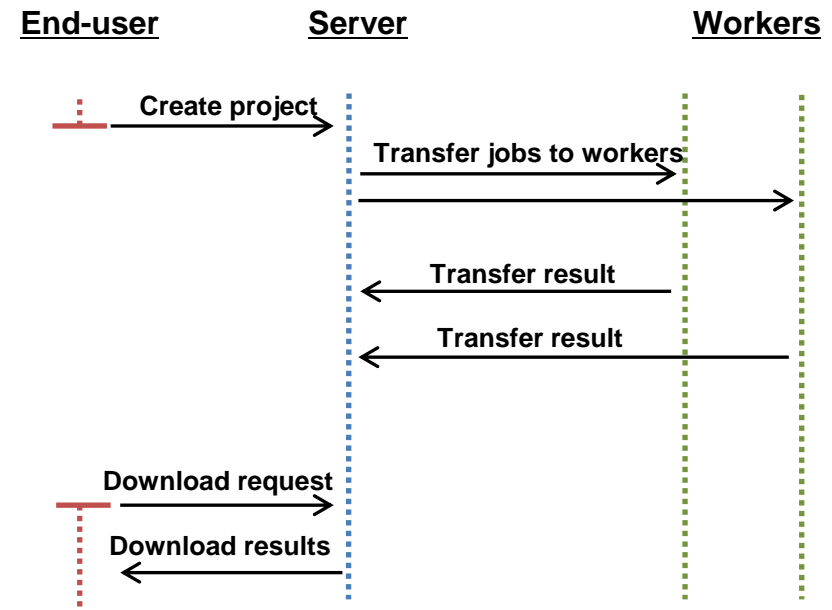 End-user
Server
Workers
Create project
Transfer jobs to workers
Transfer result
Transfer result
Download request
Download results